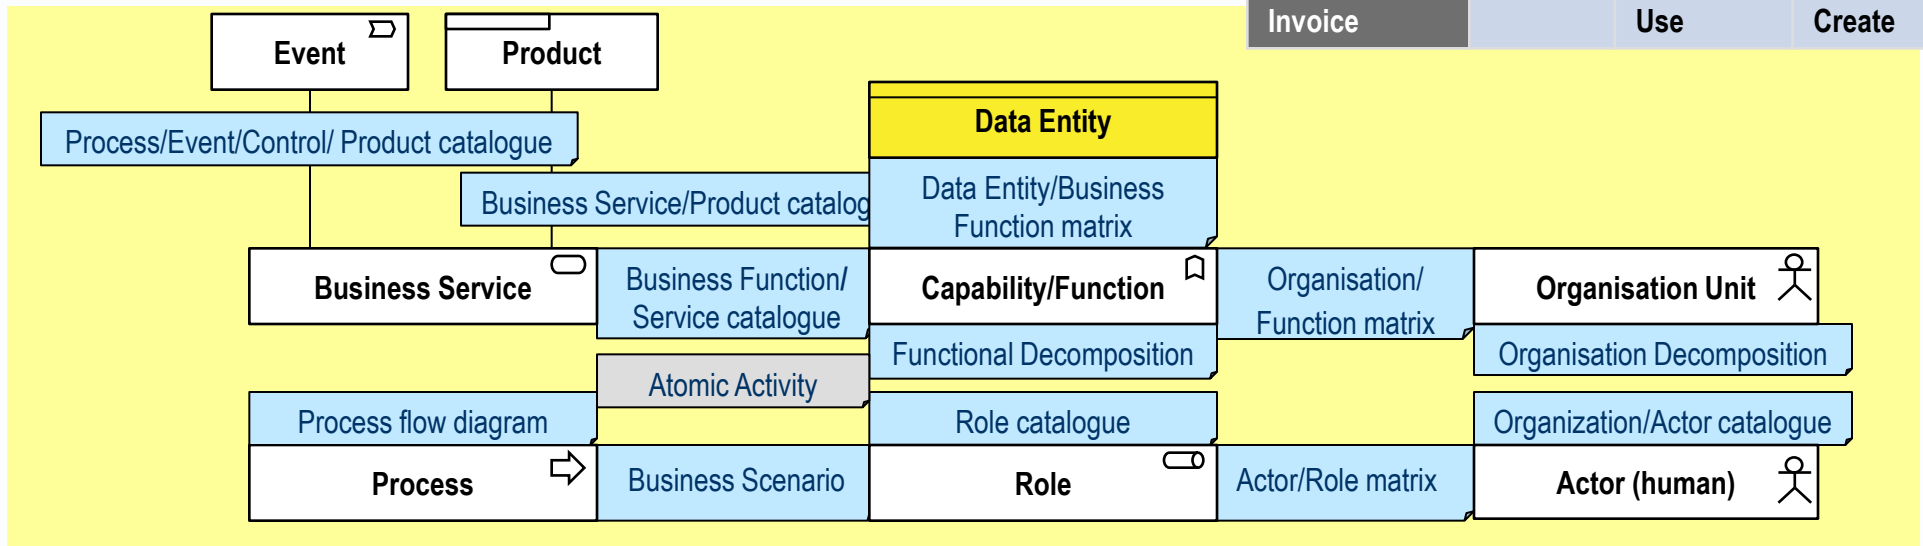 Invoice Use Create
Event
Product
Process/Event/Control/ Product catalogue
Data Entity
Business Service/Product catalog
Data Entity/Business
Function matrix
Business Service
Business Function/
Service catalogue
Capability/Function
Organisation/
Function matrix
Organisation Unit
Functional Decomposition
Organisation Decomposition
Atomic Activity
Process flow diagram
Role catalogue
Organization/Actor catalogue
Process
Business Scenario
Role
Actor/Role matrix
Actor (human)